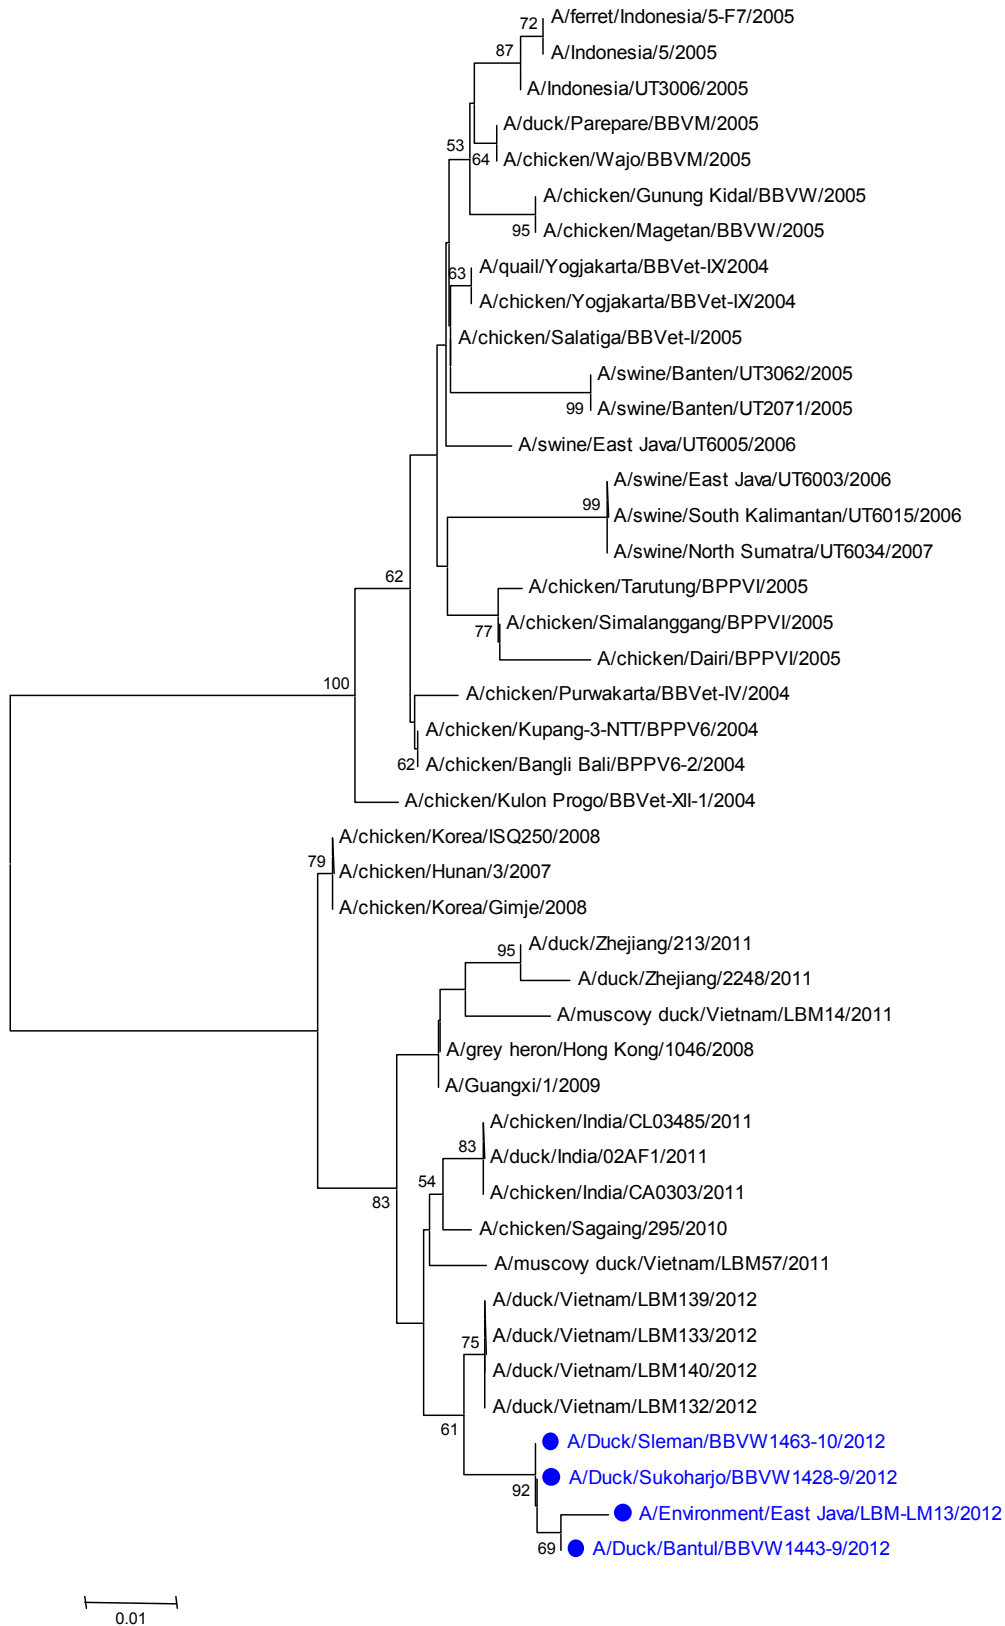 72
A/ferret/Indonesia/5-F7/2005
A/Indonesia/5/2005
87
A/Indonesia/UT3006/2005
A/duck/Parepare/BBVM/2005
53
64
A/chicken/Wajo/BBVM/2005
A/chicken/Gunung Kidal/BBVW/2005
95
A/chicken/Magetan/BBVW/2005
63
A/quail/Yogjakarta/BBVet-IX/2004
A/chicken/Yogjakarta/BBVet-IX/2004
A/chicken/Salatiga/BBVet-I/2005
A/swine/Banten/UT3062/2005
99
A/swine/Banten/UT2071/2005
A/swine/East Java/UT6005/2006
A/swine/East Java/UT6003/2006
99
A/swine/South Kalimantan/UT6015/2006
A/swine/North Sumatra/UT6034/2007
62
A/chicken/Tarutung/BPPVI/2005
A/chicken/Simalanggang/BPPVI/2005
77
A/chicken/Dairi/BPPVI/2005
100
A/chicken/Purwakarta/BBVet-IV/2004
A/chicken/Kupang-3-NTT/BPPV6/2004
62
A/chicken/Bangli Bali/BPPV6-2/2004
A/chicken/Kulon Progo/BBVet-XII-1/2004
A/chicken/Korea/ISQ250/2008
79
A/chicken/Hunan/3/2007
A/chicken/Korea/Gimje/2008
95
A/duck/Zhejiang/213/2011
A/duck/Zhejiang/2248/2011
A/muscovy duck/Vietnam/LBM14/2011
A/grey heron/Hong Kong/1046/2008
A/Guangxi/1/2009
A/chicken/India/CL03485/2011
83
A/duck/India/02AF1/2011
54
A/chicken/India/CA0303/2011
83
A/chicken/Sagaing/295/2010
A/muscovy duck/Vietnam/LBM57/2011
A/duck/Vietnam/LBM139/2012
75
A/duck/Vietnam/LBM133/2012
A/duck/Vietnam/LBM140/2012
A/duck/Vietnam/LBM132/2012
61
A/Duck/Sleman/BBVW1463-10/2012
A/Duck/Sukoharjo/BBVW1428-9/2012
92
A/Environment/East Java/LBM-LM13/2012
69
A/Duck/Bantul/BBVW1443-9/2012
0.01